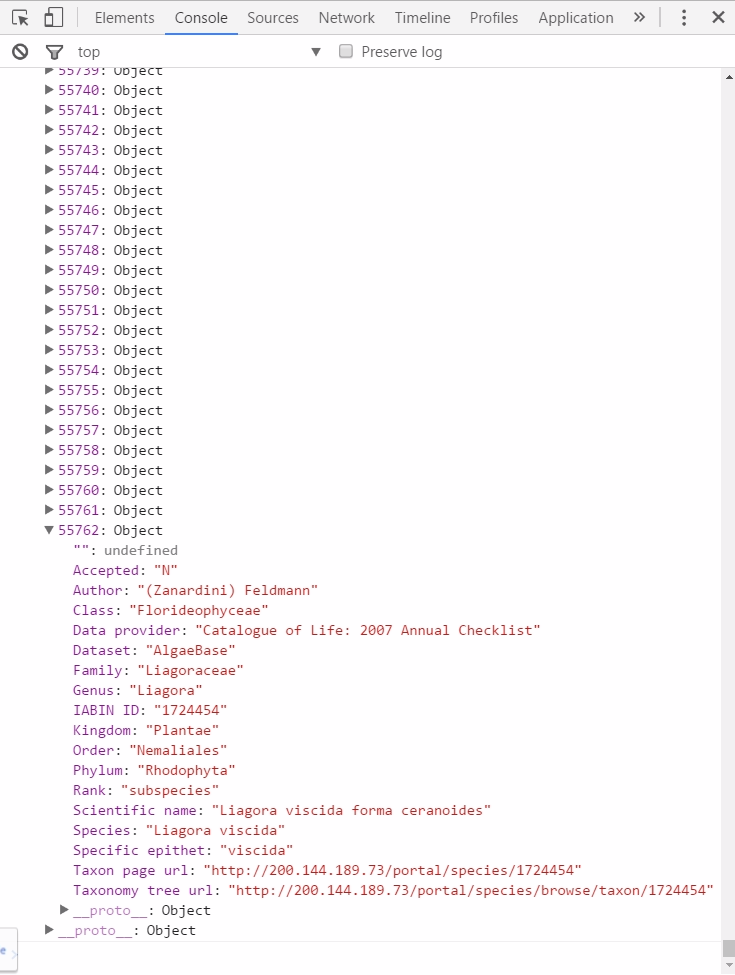 Elements Console Sources Network Timeline Profiles Application
top Preserve log
55739: Object
55740: Object
55741: Object
55742: Object
55743: Object
55744: Object
55745: Object
55746: Object
55747: Object
55748: Object
55749: Object
55750: Object
55751: Object
55752: Object
55753: Object
55754: Object
55755: Object
55756: Object
55757: Object
55758: Object
55759: Object
55760: Object
55761: Object
55762: Object
"": undefined
Accepted: "N"
Author: "(Zanardini) Feldmann"
Class: "Florideophyceae"
Data provider: "Catalogue of Life: 2007 Annual Checklist"
Dataset: "AlgaeBase"
Family: "Liagoraceae"
Genus: "Liagora"
IABIN ID: "1724454"
Kingdom: "Plantae"
Order: "Nemaliales"
Phylum: "Rhodophyta"
Rank: "subspecies"
Scientific name: "Liagora viscida forma ceranoides"
Species: "Liagora viscida"
Specific epithet: "viscida"
Taxon page url: "http://200.144.189.73/portal/species/1724454"
Taxonomy tree url: "http://200.144.189.73/portal/species/browse/taxon/1724454"
__proto__: Object
__proto__: Object